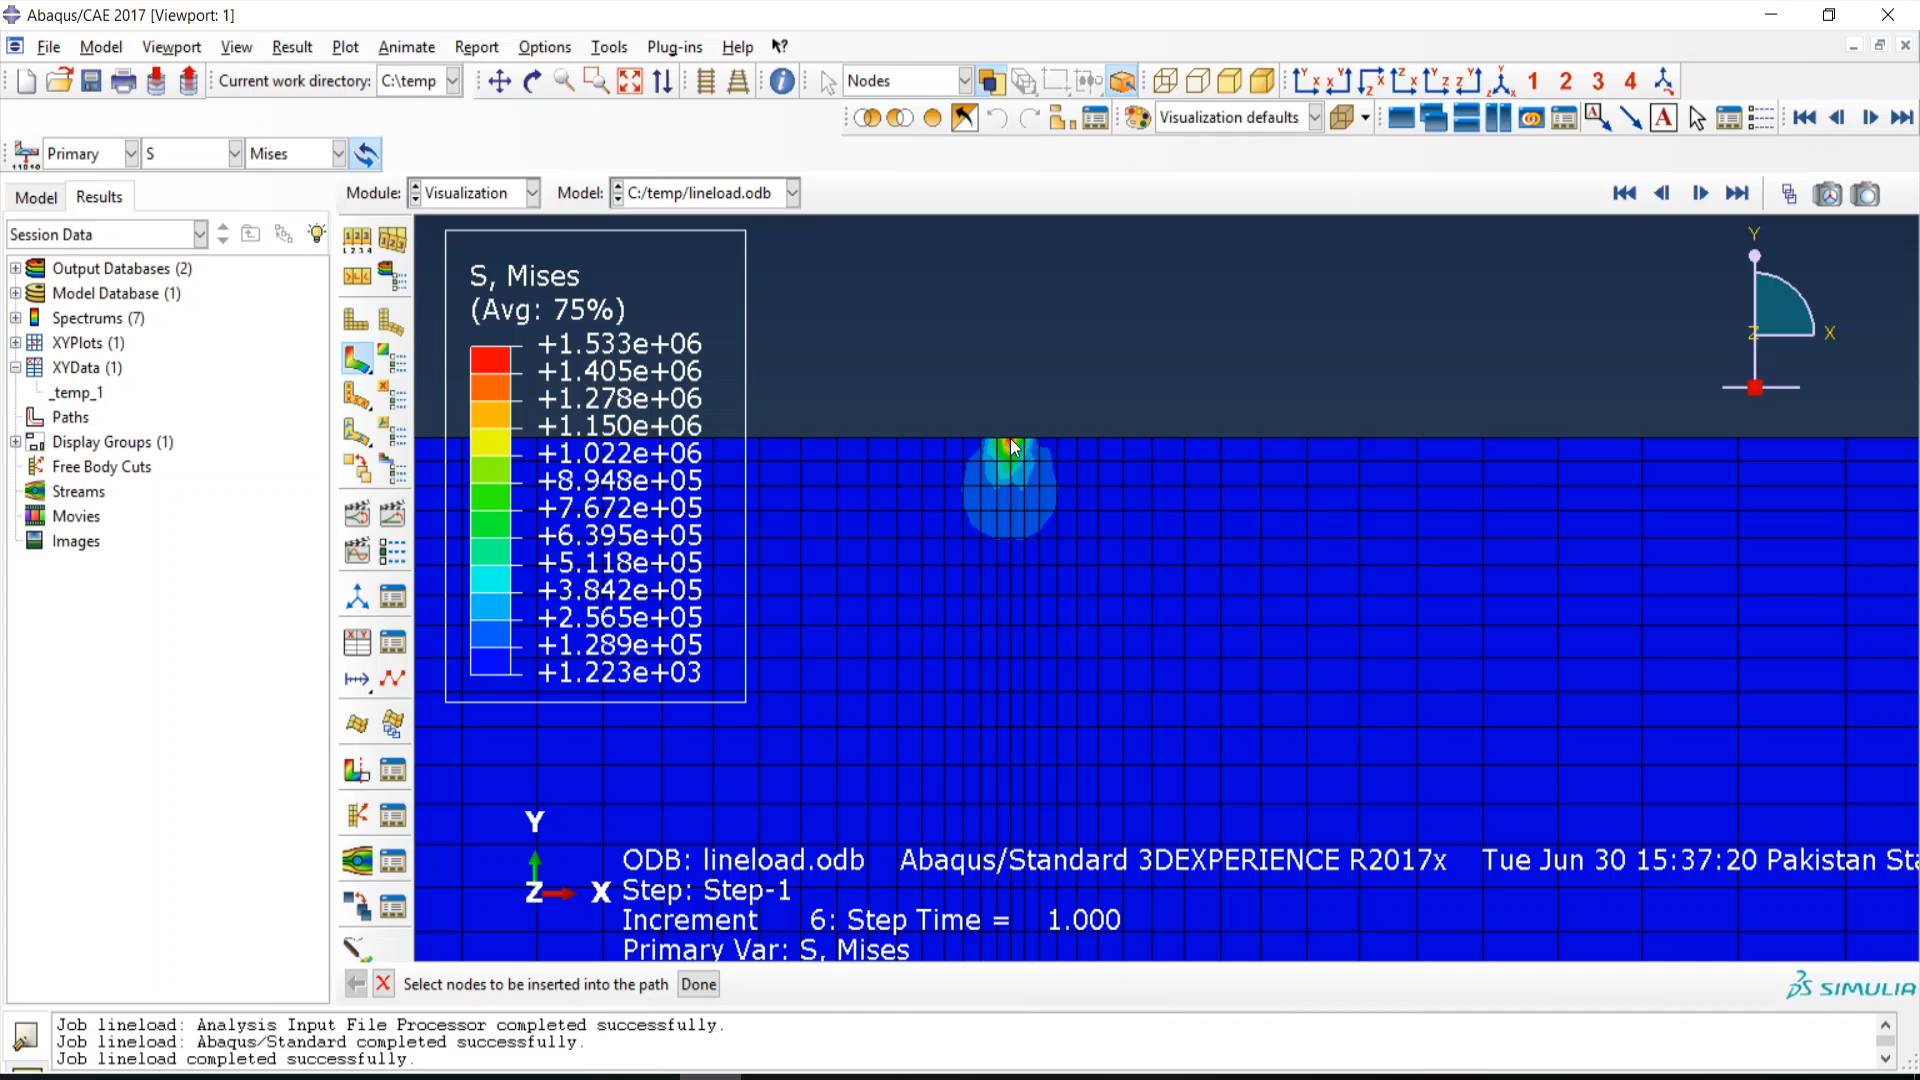 Abaqus/CAE 2017 [Viewport: 1]
File Model Viewport View Result Plot Animate Report Options Tools Plug-ins Help
Current work directory: C:\temp
Nodes
1 2 3 4
Visualization defaults
Primary S Mises
Model Results
Module: Visualization Model: C:/temp/lineload.odb
Session Data
Output Databases (2)
Model Database (1)
Spectrums (7)
XYPlots (1)
XYData (1)
_temp_1
Paths
Display Groups (1)
Free Body Cuts
Streams
Movies
Images
S, Mises
(Avg: 75%)
+1.533e+06
+1.405e+06
+1.278e+06
+1.150e+06
+1.022e+06
+8.948e+05
+7.672e+05
+6.395e+05
+5.118e+05
+3.842e+05
+2.565e+05
+1.289e+05
+1.223e+03
Y
Z X
Y
Z X
ODB: lineload.odb Abaqus/Standard 3DEXPERIENCE R2017x Tue Jun 30 15:37:20 Pakistan Sta
Step: Step-1
Increment 6: Step Time = 1.000
Primary Var: S, Mises
Select nodes to be inserted into the path Done
SIMULIA
Job lineload: Analysis Input File Processor completed successfully.
Job lineload: Abaqus/Standard completed successfully.
Job lineload completed successfully.